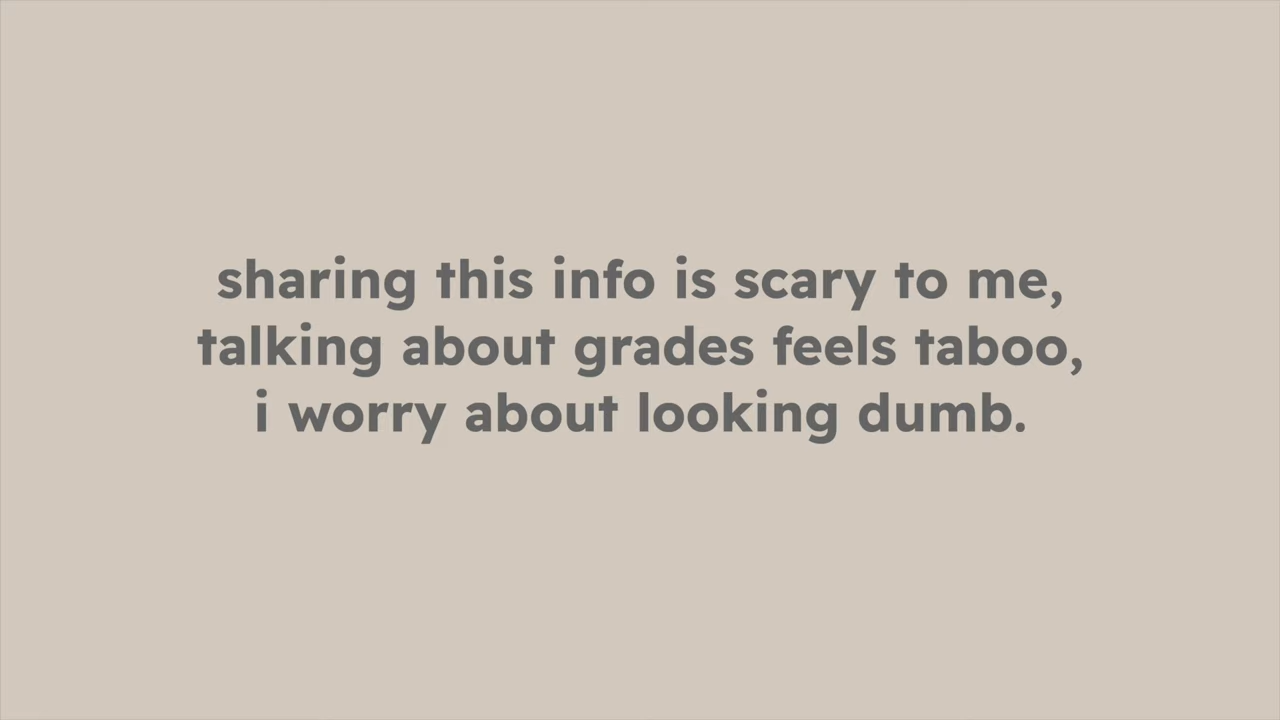 sharing this info is scary to me,
talking about grades feels taboo,
i worry about looking dumb.